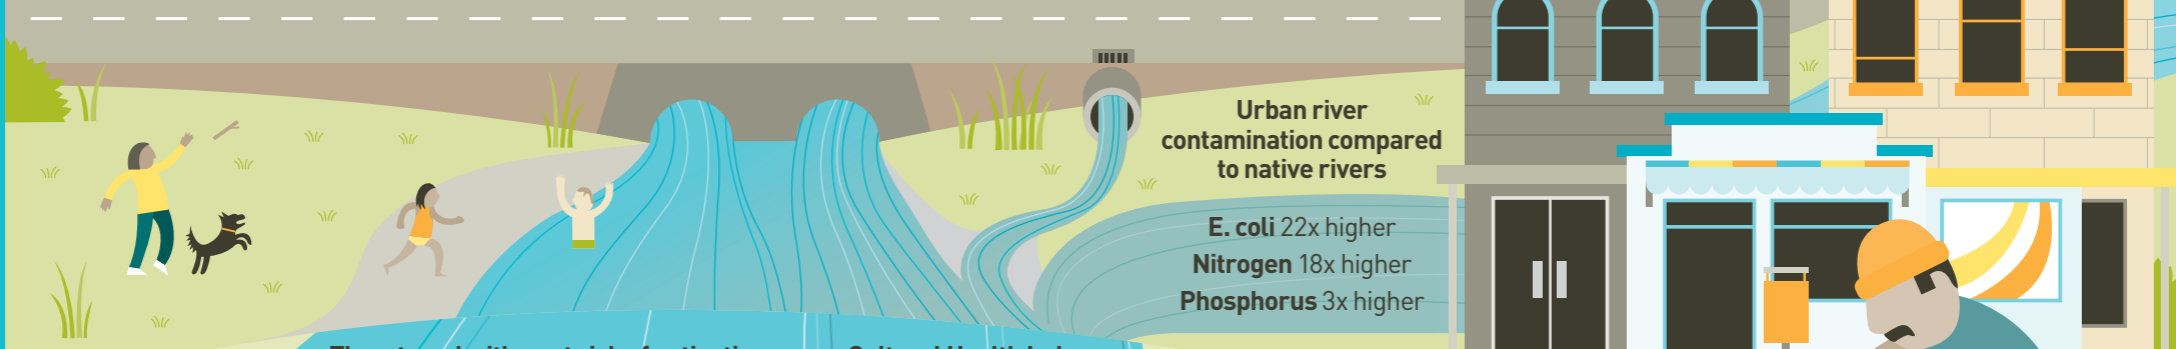 Urban river
contamination compared
to native rivers
E. coli 22x higher
Nitrogen 18x higher
Phosphorus 3x higher